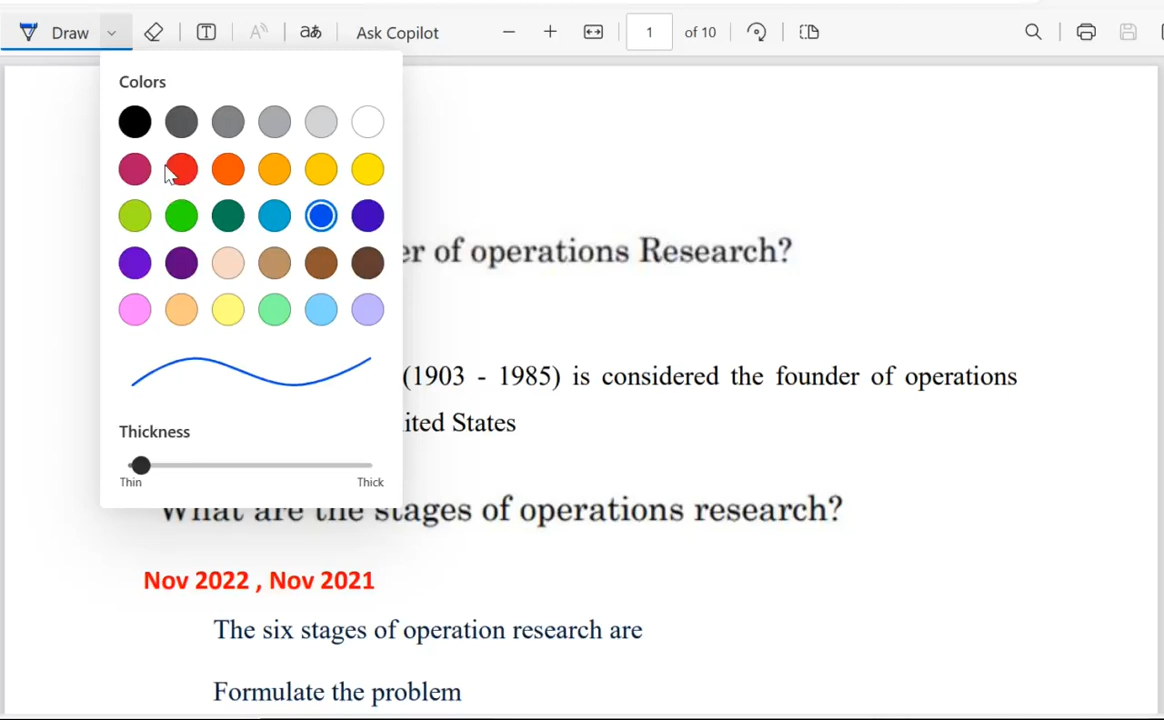 Draw Ask Copilot 1 of 10
Colors
er of operations Research?
(1903 - 1985) is considered the founder of operations
ited States
Thickness
Thin Thick
What are the stages of operations research?
Nov 2022 , Nov 2021
The six stages of operation research are
Formulate the problem